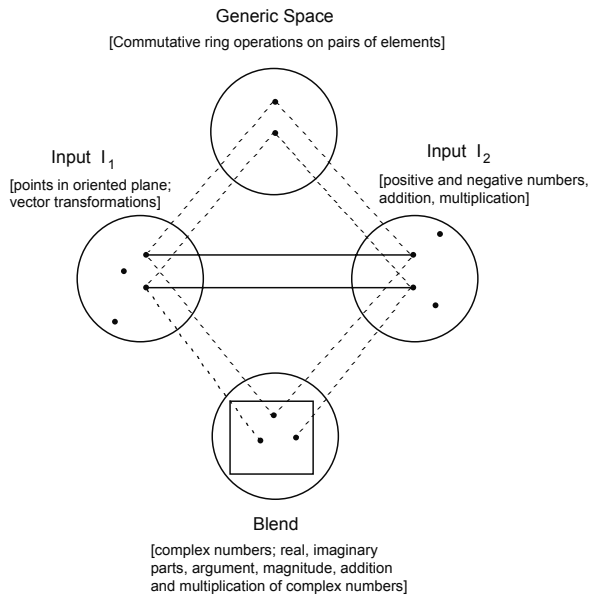 Generic Space
[Commutative ring operations on pairs of elements]
Input I1
[points in oriented plane;
vector transformations]
Input I2
[positive and negative numbers,
addition, multiplication]
Blend
[complex numbers; real, imaginary
parts, argument, magnitude, addition
and multiplication of complex numbers]